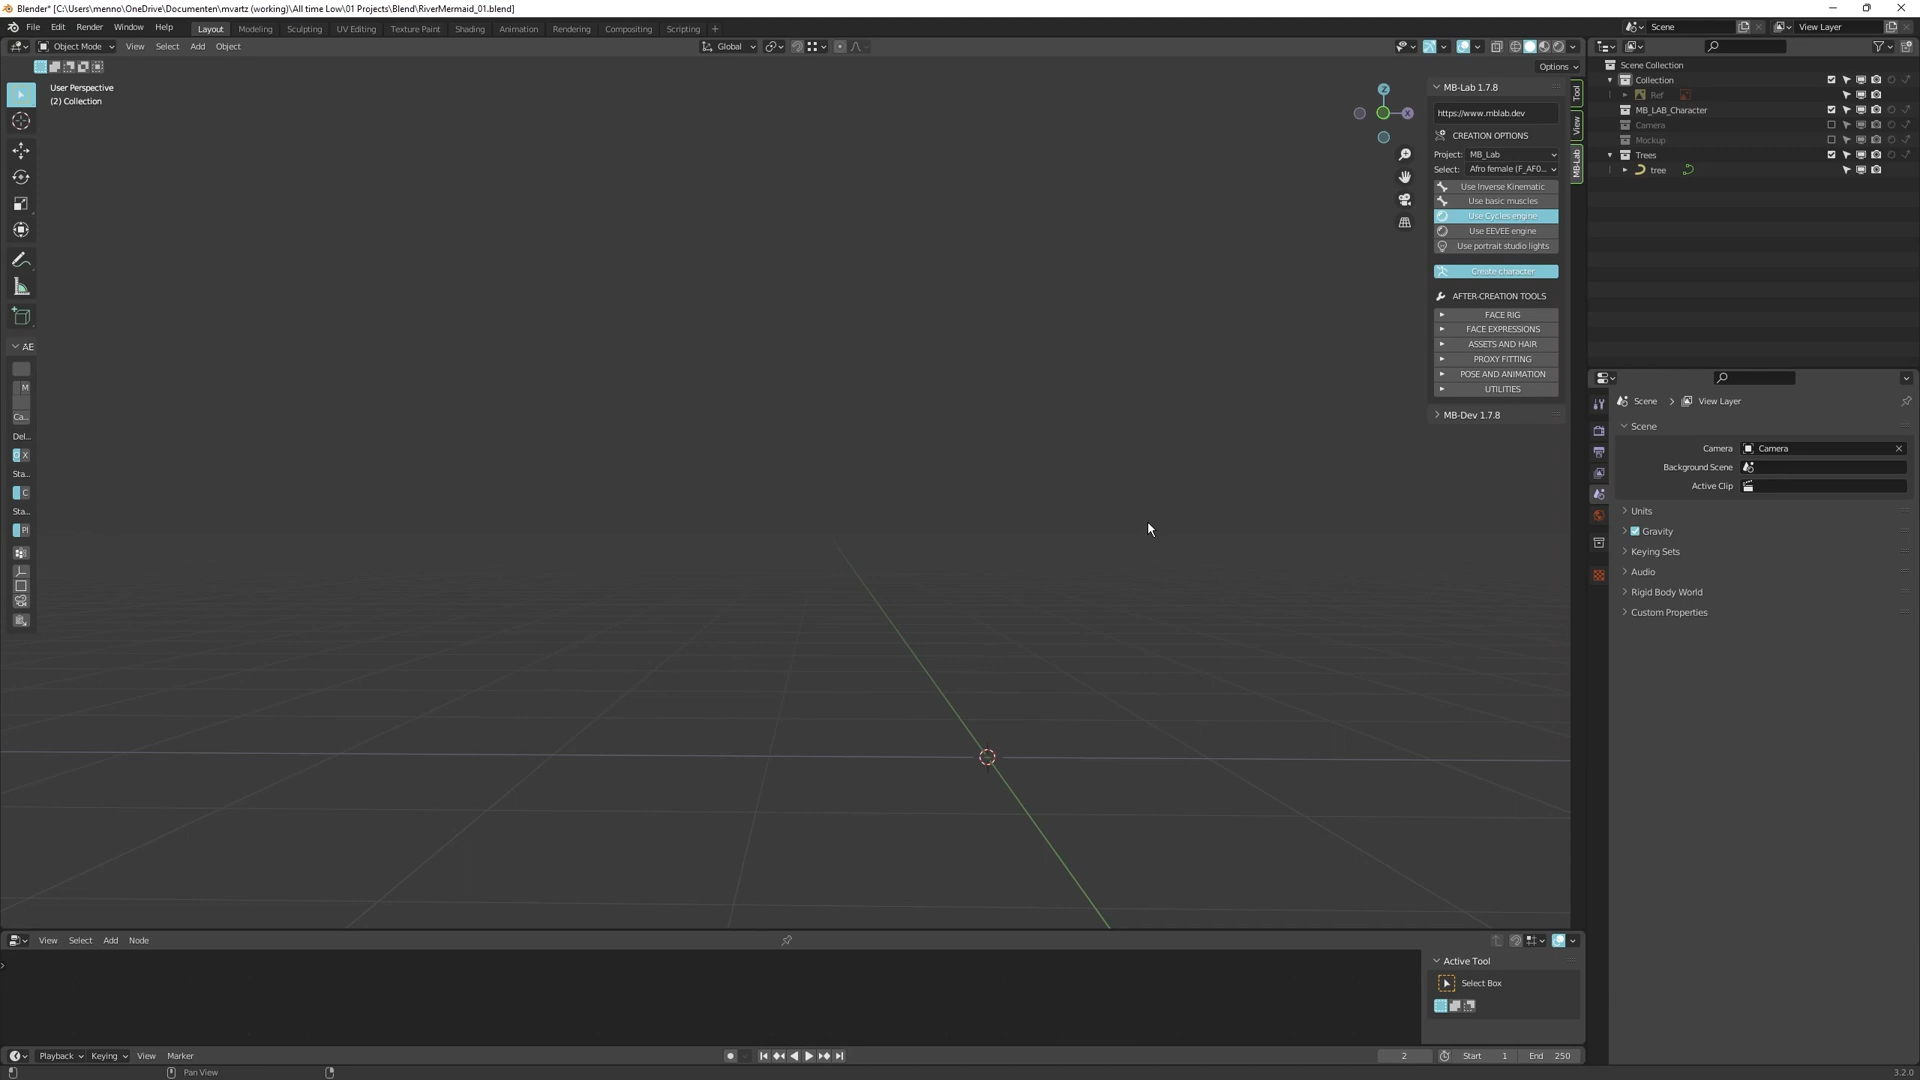 Blender* [C:\Users\menno\OneDrive\Documenten\mvartz (working)\All time Low\01 Projects\Blend\RiverMermaid_01.blend]
File Edit Render Window Help Layout Modeling Sculpting UV Editing Texture Paint Shading Animation Rendering Compositing Scripting + Scene View Layer
Object Mode View Select Add Object Global
Options
User Perspective
(2) Collection
AE
M
Ca...
Del...
X
Sta...
C
Sta...
Pl
Z
X
MB-Lab 1.7.8
https://www.mblab.dev
CREATION OPTIONS
Project: MB_Lab
Select: Afro female (F_AF0...
Use Inverse Kinematic
Use basic muscles
Use Cycles engine
Use EEVEE engine
Use portrait studio lights
Create character
AFTER-CREATION TOOLS
FACE RIG
FACE EXPRESSIONS
ASSETS AND HAIR
PROXY FITTING
POSE AND ANIMATION
UTILITIES
MB-Dev 1.7.8
Tool
View
MB-Lab
Scene Collection
Collection
Ref
MB_LAB_Character
Camera
Mockup
Trees
tree
Scene > View Layer
Scene
Camera Camera
Background Scene
Active Clip
Units
Gravity
Keying Sets
Audio
Rigid Body World
Custom Properties
View Select Add Node
Active Tool
Select Box
Playback Keying View Marker 2 Start 1 End 250
Pan View 3.2.0